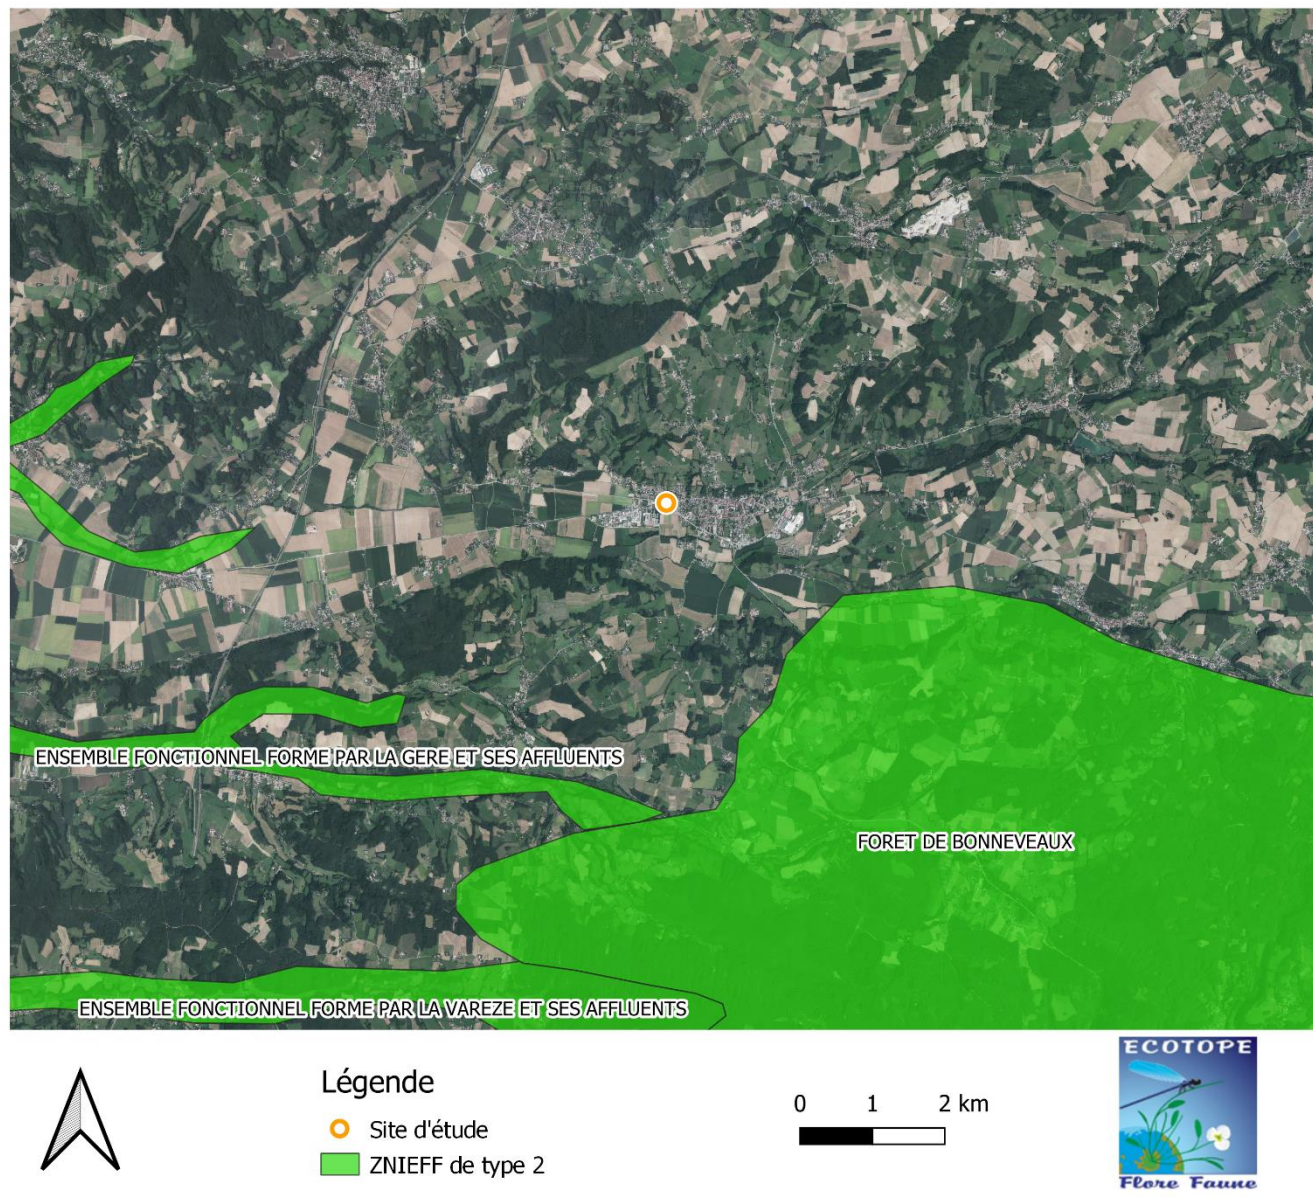 ENSEMBLE FONCTIONNEL FORME PAR LA GERE ET SES AFFLUENTS
FORET DE BONNEVEAUX
ENSEMBLE FONCTIONNEL FORME PAR LA VAREZE ET SES AFFLUENTS
Légende
Site d'étude
ZNIEFF de type 2
0 1 2 km
ECOTOPE
Flore Faune